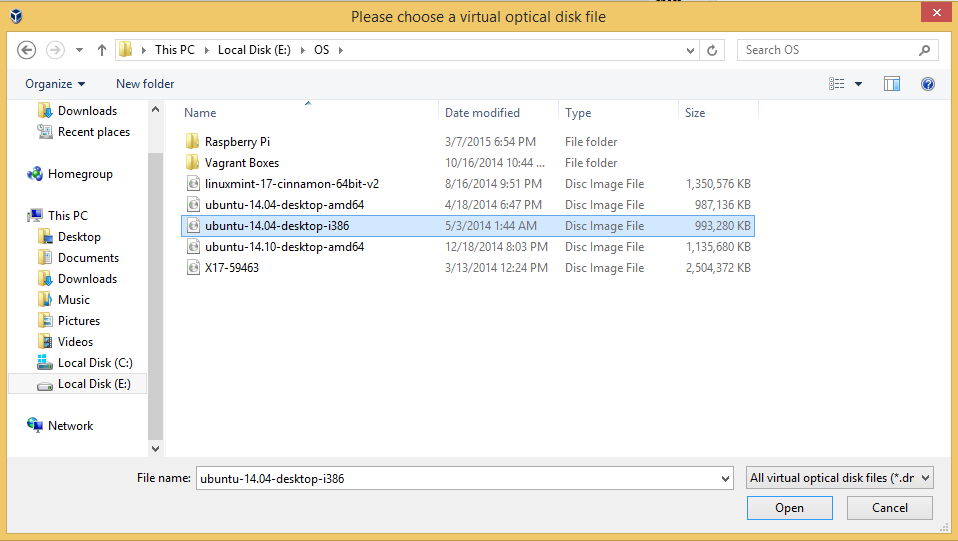 Please choose a virtual optical disk file
This PC Local Disk (E:) OS
Search OS
Organize New folder
Name Date modified Type Size
Downloads
Recent places
Homegroup
This PC
Desktop
Documents
Downloads
Music
Pictures
Videos
Local Disk (C:)
Local Disk (E:)
Network
Raspberry Pi 3/7/2015 6:54 PM File folder
Vagrant Boxes 10/16/2014 10:44 ... File folder
linuxmint-17-cinnamon-64bit-v2 8/16/2014 9:51 PM Disc Image File 1,350,576 KB
ubuntu-14.04-desktop-amd64 4/18/2014 6:47 PM Disc Image File 987,136 KB
ubuntu-14.04-desktop-i386 5/3/2014 1:44 AM Disc Image File 993,280 KB
ubuntu-14.10-desktop-amd64 12/18/2014 8:03 PM Disc Image File 1,135,680 KB
X17-59463 3/13/2014 12:24 PM Disc Image File 2,504,372 KB
File name: ubuntu-14.04-desktop-i386
All virtual optical disk files (*.dr
Open Cancel